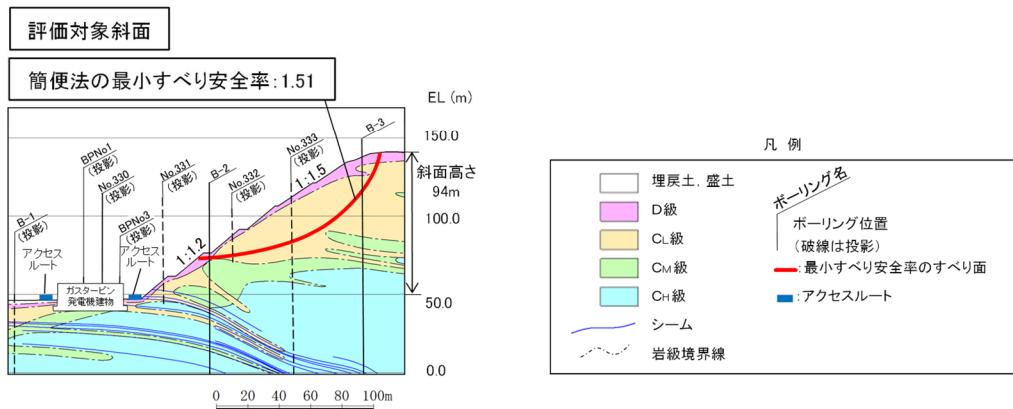 評価対象斜面
簡便法の最小すべり安全率:1.51
EL(m)
150.0
100.0
50.0
0.0
斜面高さ
94m
B-1
(投影)
BPNo1
(投影)
No.330
(投影)
BPNo3
(投影)
No.331
(投影)
B-2
No.332
(投影)
No.333
(投影)
B-3
1:1.2
1:1.5
アクセス
ルート
アクセス
ルート
ガスタービン
発電機建物
0 20 40 60 80 100m
凡 例
埋戻土, 盛土
D級
CL級
CM級
CH級
シーム
岩級境界線
ボーリング名
ボーリング位置
(破線は投影)
:最小すべり安全率のすべり面
:アクセスルート